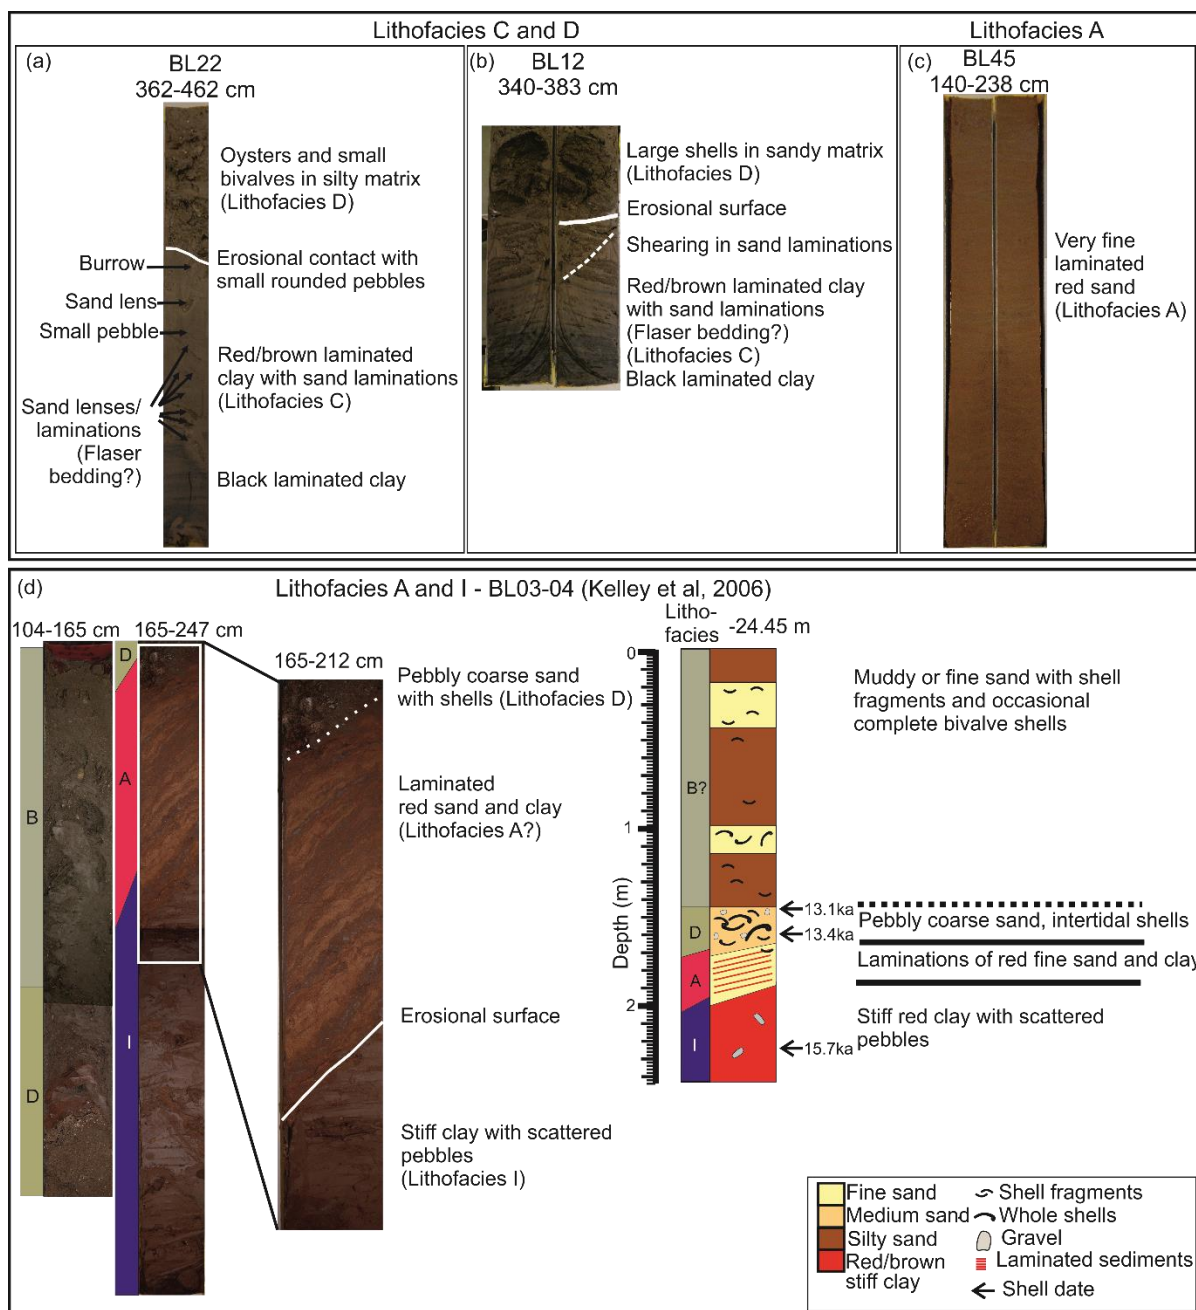 Lithofacies C and D
Lithofacies A
(a)
BL22
362-462 cm
Oysters and small
bivalves in silty matrix
(Lithofacies D)
Burrow
Erosional contact with
small rounded pebbles
Sand lens
Small pebble
Red/brown laminated
clay with sand laminations
(Lithofacies C)
Sand lenses/
laminations
(Flaser
bedding?)
Black laminated clay
(b)
BL12
340-383 cm
Large shells in sandy matrix
(Lithofacies D)
Erosional surface
Shearing in sand laminations
Red/brown laminated clay
with sand laminations
(Flaser bedding?)
(Lithofacies C)
Black laminated clay
(c)
BL45
140-238 cm
Very fine
laminated
red sand
(Lithofacies A)
(d)
Lithofacies A and I - BL03-04 (Kelley et al, 2006)
104-165 cm
165-247 cm
B
D
D
A
I
165-212 cm
Pebbly coarse sand
with shells (Lithofacies D)
Laminated
red sand and clay
(Lithofacies A?)
Erosional surface
Stiff clay with scattered
pebbles
(Lithofacies I)
Litho-
facies
-24.45 m
Depth (m)
0
1
2
B?
D
A
I
13.1ka
13.4ka
15.7ka
Muddy or fine sand with shell
fragments and occasional
complete bivalve shells
Pebbly coarse sand, intertidal shells
Laminations of red fine sand and clay
Stiff red clay with scattered
pebbles
Fine sand
Medium sand
Silty sand
Red/brown
stiff clay
Shell fragments
Whole shells
Gravel
Laminated sediments
Shell date